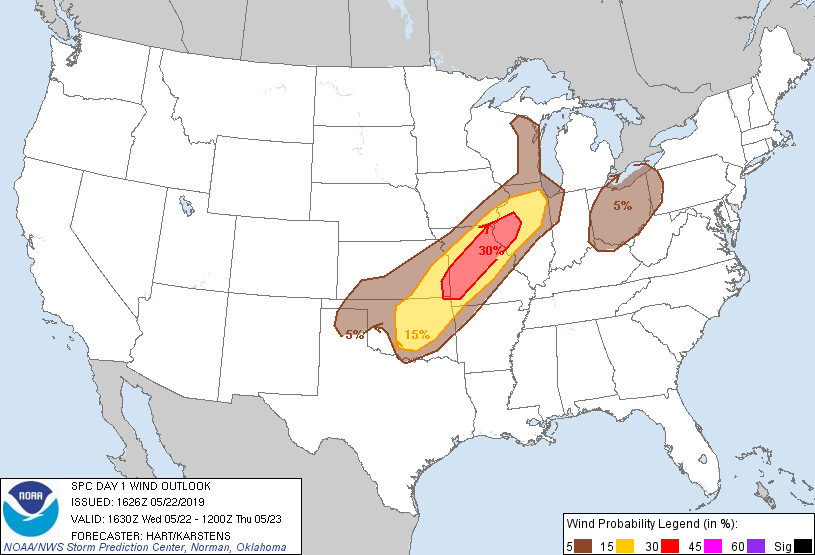 5%
30%
5%
15%
NOAA
SPC DAY 1 WIND OUTLOOK
ISSUED: 1626Z 05/22/2019
VALID: 1630Z Wed 05/22 - 1200Z Thu 05/23
FORECASTER: HART/KARSTENS
NOAA/NWS Storm Prediction Center, Norman, Oklahoma
Wind Probability Legend (in %):
5 15 30 45 60 Sig